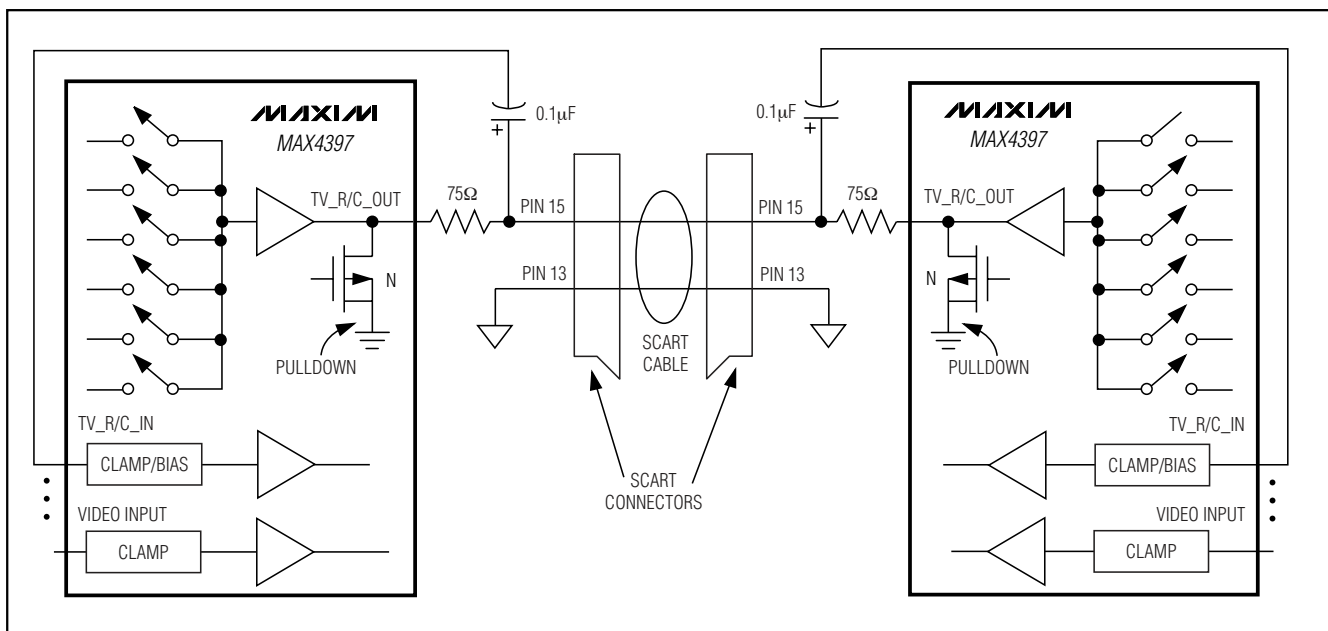 MAXIM
MAX4397
TV_R/C_OUT
75Ω
0.1µF
+
PIN 15
PIN 13
N
PULLDOWN
TV_R/C_IN
CLAMP/BIAS
VIDEO INPUT
CLAMP
SCART
CABLE
SCART
CONNECTORS
0.1µF
+
PIN 15
PIN 13
75Ω
TV_R/C_OUT
MAXIM
MAX4397
N
PULLDOWN
TV_R/C_IN
CLAMP/BIAS
VIDEO INPUT
CLAMP